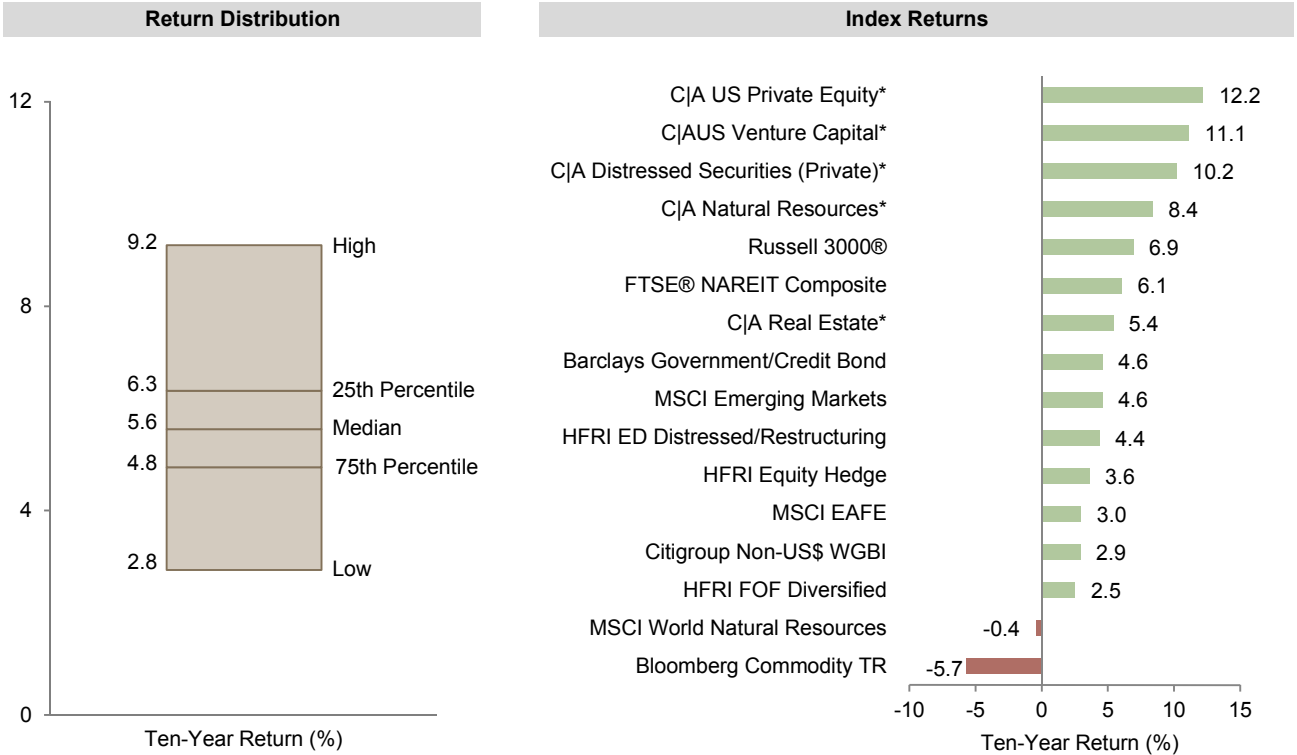 Return Distribution
12
8
4
0
9.2
High
6.3
25th Percentile
5.6
Median
4.8
75th Percentile
2.8
Low
Ten-Year Return (%)
Index Returns
C|A US Private Equity* 12.2
C|AUS Venture Capital* 11.1
C|A Distressed Securities (Private)* 10.2
C|A Natural Resources* 8.4
Russell 3000® 6.9
FTSE® NAREIT Composite 6.1
C|A Real Estate* 5.4
Barclays Government/Credit Bond 4.6
MSCI Emerging Markets 4.6
HFRI ED Distressed/Restructuring 4.4
HFRI Equity Hedge 3.6
MSCI EAFE 3.0
Citigroup Non-US$ WGBI 2.9
HFRI FOF Diversified 2.5
MSCI World Natural Resources -0.4
Bloomberg Commodity TR -5.7
-10 -5 0 5 10 15
Ten-Year Return (%)